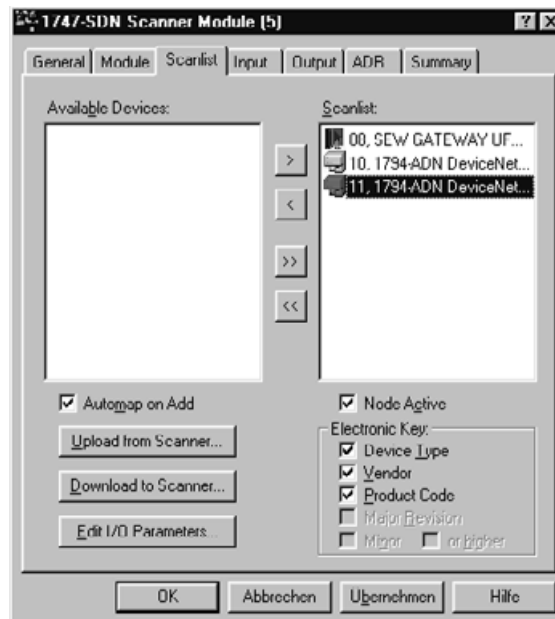 1747-SDN Scanner Module (5)
General Module Scanlist Input Output ADR Summary
Available Devices:
Scanlist:
00, SEW GATEWAY UF...
10, 1794-ADN DeviceNet...
11, 1794-ADN DeviceNet...
>
<
>>
<<
Automap on Add
Node Active
Upload from Scanner...
Download to Scanner...
Edit I/O Parameters...
Electronic Key:
Device Type
Vendor
Product Code
Major Revision
Minor or higher
OK Abbrechen Übernehmen Hilfe